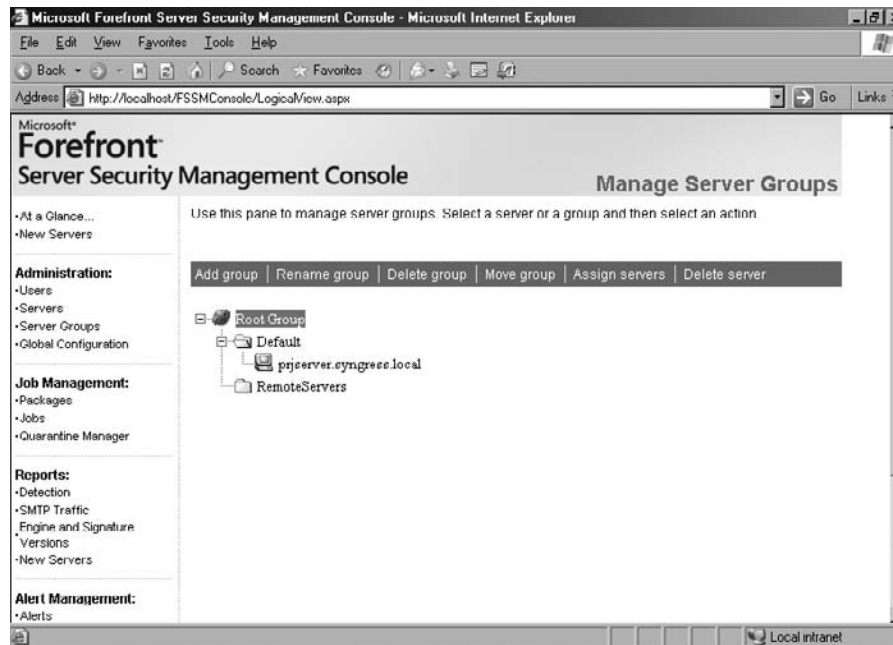 Microsoft Forefront Server Security Management Console - Microsoft Internet Explorer
File Edit View Favorites Tools Help
Back Search Favorites
Address http://localhost/FSSMConsole/LogicalView.aspx Go Links
Microsoft
Forefront
Server Security Management Console
Manage Server Groups
At a Glance...
New Servers
Administration:
Users
Servers
Server Groups
Global Configuration
Job Management:
Packages
Jobs
Quarantine Manager
Reports:
Detection
SMTP Traffic
Engine and Signature
Versions
New Servers
Alert Management:
Alerts
Use this pane to manage server groups. Select a server or a group and then select an action
Add group | Rename group | Delete group | Move group | Assign servers | Delete server
Root Group
Default
prjserver.syngress.local
RemoteServers
Local intranet